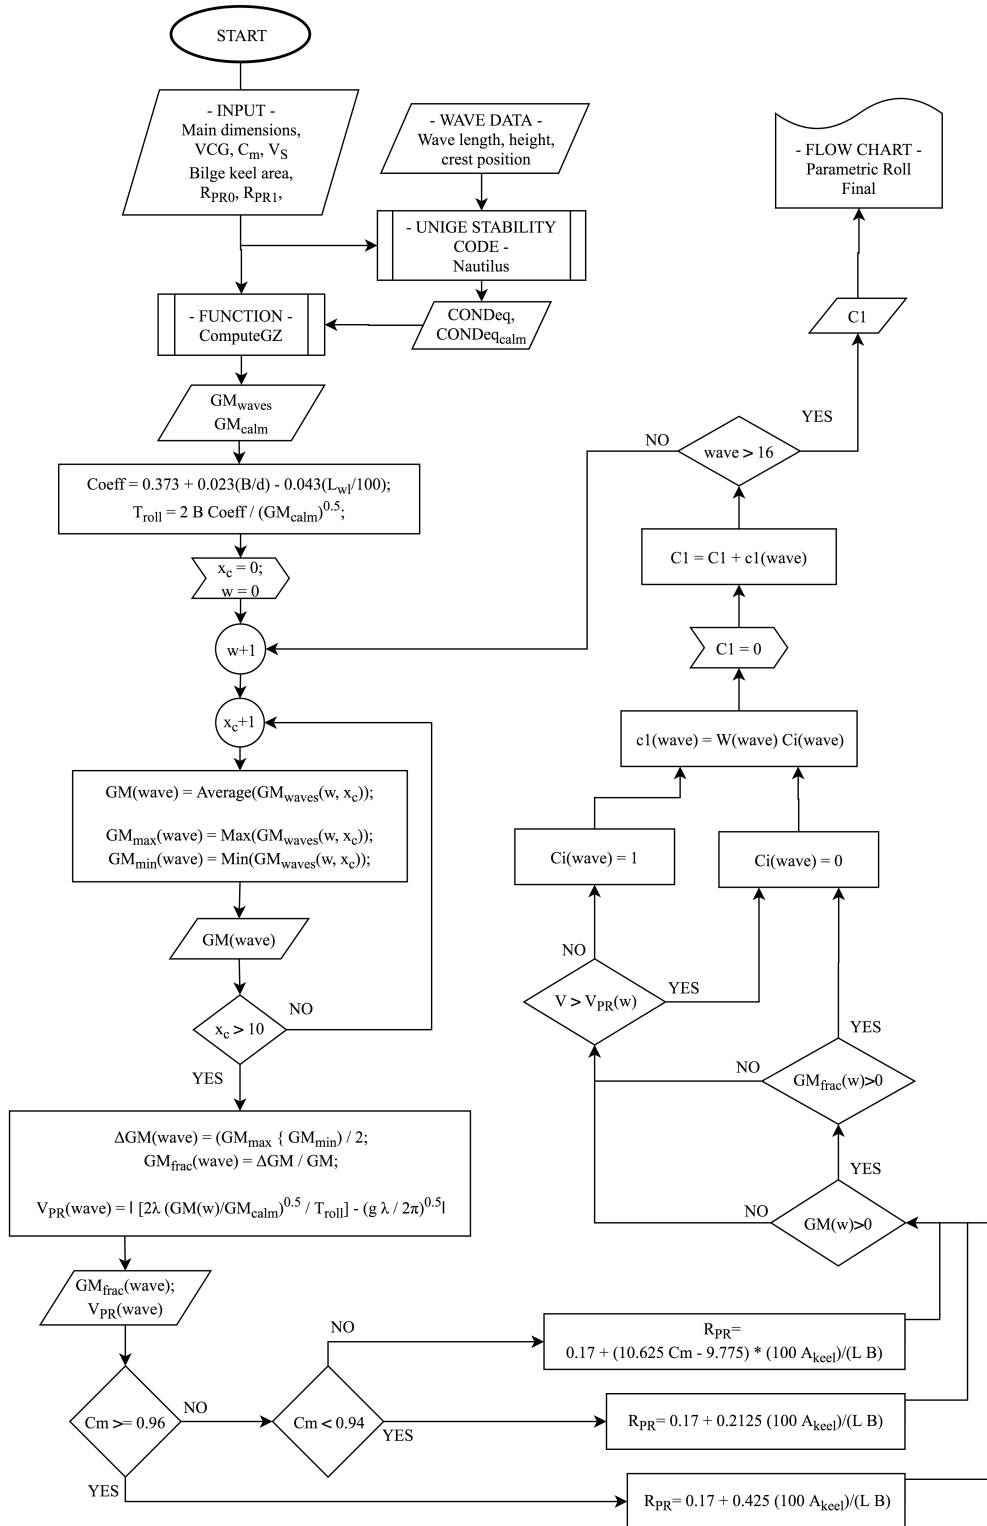 START
- INPUT -
Main dimensions,
VCG, Cm, VS
Bilge keel area,
RPR0, RPR1,
- WAVE DATA -
Wave length, height,
crest position
- UNIGE STABILITY
CODE -
Nautilus
- FUNCTION -
ComputeGZ
CONDeq,
CONDeqcalm
GMwaves
GMcalm
Coeff = 0.373 + 0.023(B/d) - 0.043(Lwl/100);
Troll = 2 B Coeff / (GMcalm)^0.5;
xc = 0;
w = 0
w+1
xc+1
GM(wave) = Average(GMwaves(w, xc));
GMmax(wave) = Max(GMwaves(w, xc));
GMmin(wave) = Min(GMwaves(w, xc));
GM(wave)
xc > 10
NO
YES
ΔGM(wave) = (GMmax { GMmin) / 2;
GMfrac(wave) = ΔGM / GM;
VPR(wave) = | [2λ (GM(w)/GMcalm)^0.5 / Troll] - (g λ / 2π)^0.5|
GMfrac(wave);
VPR(wave)
Cm >= 0.96
NO
YES
Cm < 0.94
NO
YES
RPR=
0.17 + (10.625 Cm - 9.775) * (100 Akeel)/(L B)
RPR= 0.17 + 0.2125 (100 Akeel)/(L B)
RPR= 0.17 + 0.425 (100 Akeel)/(L B)
GM(w)>0
NO
YES
GMfrac(w)>0
NO
YES
V > VPR(w)
NO
YES
Ci(wave) = 1
Ci(wave) = 0
c1(wave) = W(wave) Ci(wave)
C1 = 0
C1 = C1 + c1(wave)
wave > 16
NO
YES
C1
- FLOW CHART -
Parametric Roll
Final